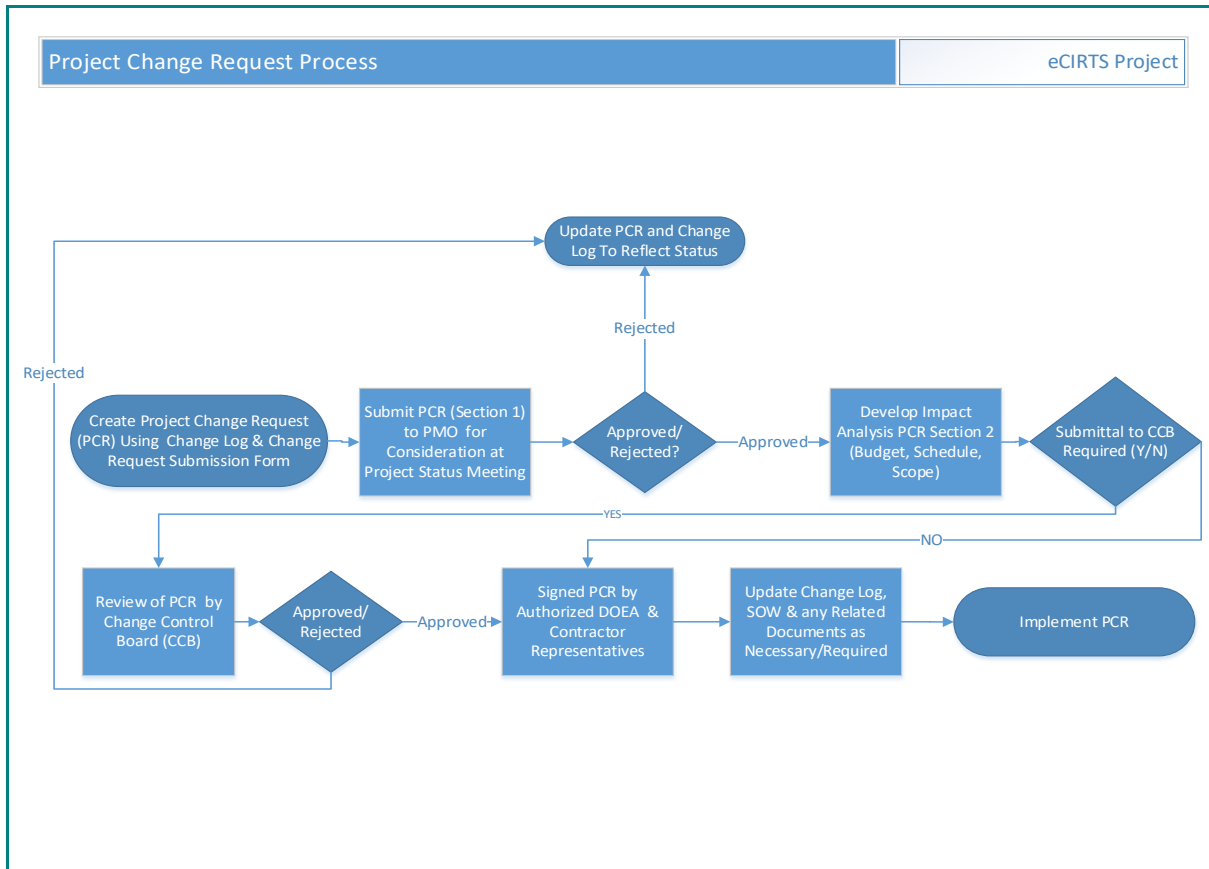 Project Change Request Process
eCIRTS Project
Update PCR and Change
Log To Reflect Status
Rejected
Rejected
Create Project Change Request
(PCR) Using Change Log & Change
Request Submission Form
Submit PCR (Section 1)
to PMO for
Consideration at
Project Status Meeting
Approved/
Rejected?
Approved
Develop Impact
Analysis PCR Section 2
(Budget, Schedule,
Scope)
Submittal to CCB
Required (Y/N)
YES
NO
Review of PCR by
Change Control
Board (CCB)
Approved/
Rejected
Approved
Signed PCR by
Authorized DOEA &
Contractor
Representatives
Update Change Log,
SOW & any Related
Documents as
Necessary/Required
Implement PCR